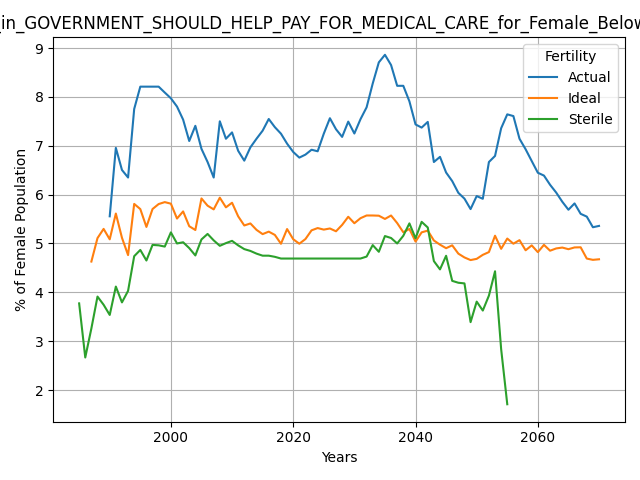 _in_GOVERNMENT_SHOULD_HELP_PAY_FOR_MEDICAL_CARE_for_Female_Below
Fertility
Actual
Ideal
Sterile
% of Female Population
9
8
7
6
5
4
3
2
2000 2020 2040 2060
Years